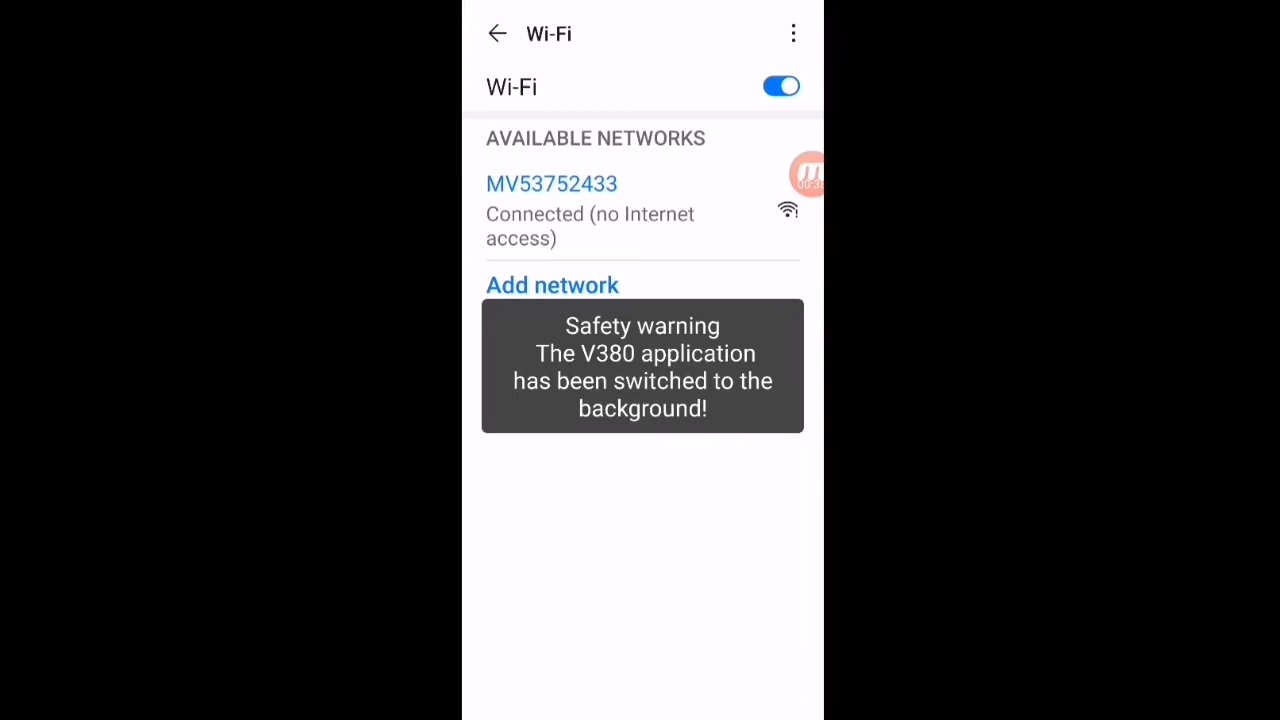 Wi-Fi
Wi-Fi
AVAILABLE NETWORKS
MV53752433
Connected (no Internet
access)
Add network
Safety warning
The V380 application
has been switched to the
background!